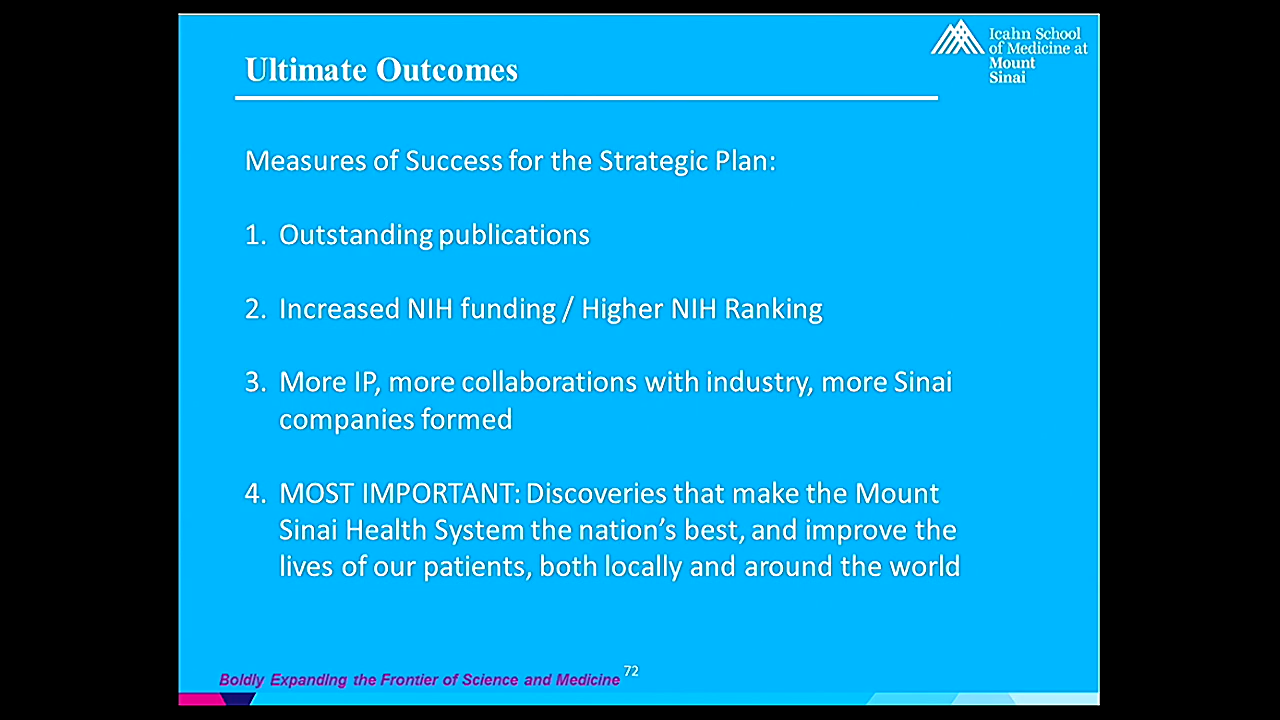 Ultimate Outcomes
Icahn School
of Medicine at
Mount
Sinai
Measures of Success for the Strategic Plan:
1. Outstanding publications
2. Increased NIH funding / Higher NIH Ranking
3. More IP, more collaborations with industry, more Sinai
companies formed
4. MOST IMPORTANT: Discoveries that make the Mount
Sinai Health System the nation's best, and improve the
lives of our patients, both locally and around the world
Boldly Expanding the Frontier of Science and Medicine
72